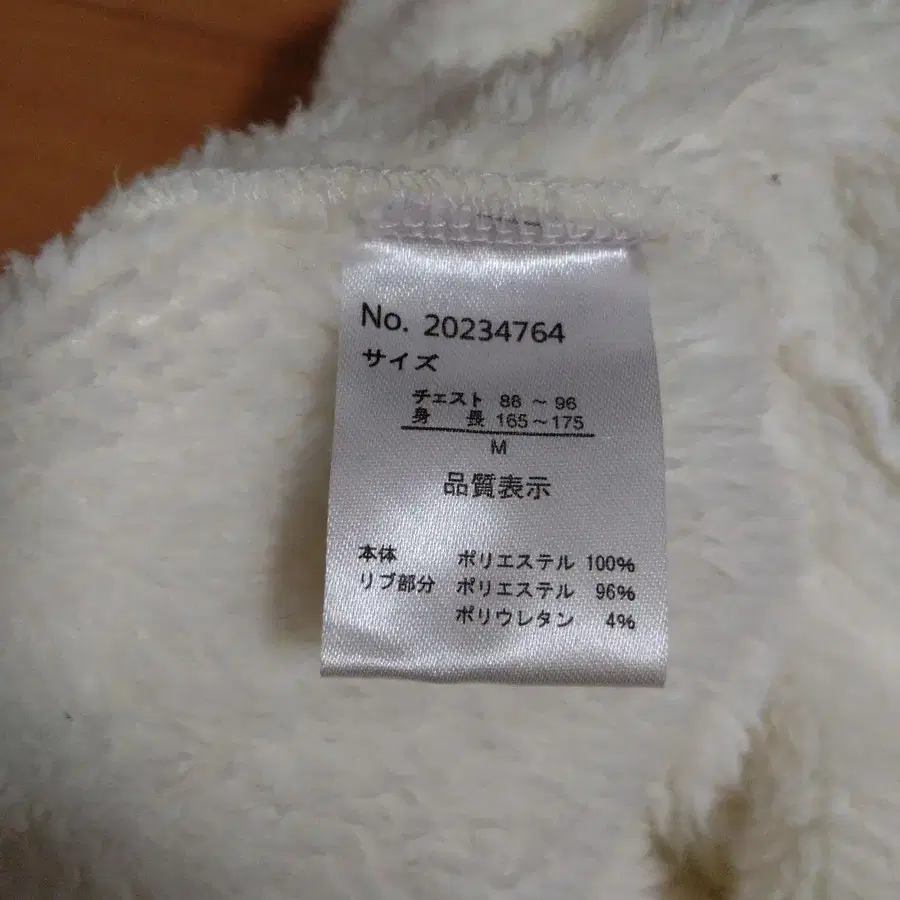 No. 20234764
サイズ
チェスト 88 ~ 96
身 長 165~175
M
品質表示
本体 ポリエステル 100%
リブ部分 ポリエステル 96%
ポリウレタン 4%